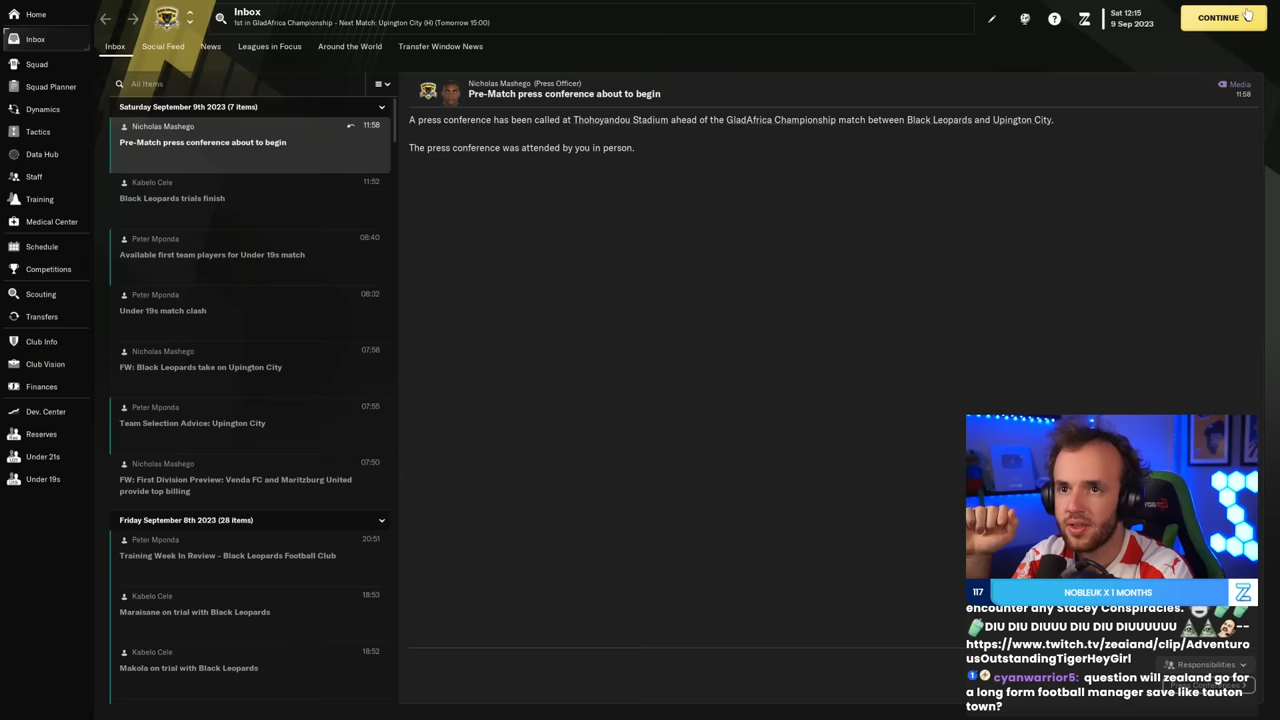 Home
Inbox
Squad
Squad Planner
Dynamics
Tactics
Data Hub
Staff
Training
Medical Center
Schedule
Competitions
Scouting
Transfers
Club Info
Club Vision
Finances
Dev. Center
Reserves
Under 21s
Under 19s
Inbox
1st in GladAfrica Championship - Next Match: Upington City (H) (Tomorrow 15:00)
Sat 12:15
9 Sep 2023
CONTINUE
Inbox
Social Feed
News
Leagues in Focus
Around the World
Transfer Window News
All Items
Saturday September 9th 2023 (7 items)
Nicholas Mashego
11:58
Pre-Match press conference about to begin
Kabelo Cele
11:52
Black Leopards trials finish
Peter Mponda
08:40
Available first team players for Under 19s match
Peter Mponda
08:32
Under 19s match clash
Nicholas Mashego
07:58
FW: Black Leopards take on Upington City
Peter Mponda
07:55
Team Selection Advice: Upington City
Nicholas Mashego
07:50
FW: First Division Preview: Venda FC and Maritzburg United
provide top billing
Friday September 8th 2023 (28 items)
Peter Mponda
20:51
Training Week In Review - Black Leopards Football Club
Kabelo Cele
18:53
Maraisane on trial with Black Leopards
Kabelo Cele
18:52
Makola on trial with Black Leopards
Nicholas Mashego (Press Officer)
Pre-Match press conference about to begin
Media
11:58
A press conference has been called at Thohoyandou Stadium ahead of the GladAfrica Championship match between Black Leopards and Upington City.
The press conference was attended by you in person.
117
NOBLEUK X 1 MONTHS
encounter any Stacey Conspiracies.
DIU DIU DIUUU DIU DIU DIUUUUUU --
https://www.twitch.tv/zealand/clip/Adventuro
usOutstandingTigerHeyGirl
Responsibilities
cyanwarrior5: question will zealand go for
a long form football manager save like tauton
town?
Press Conferences